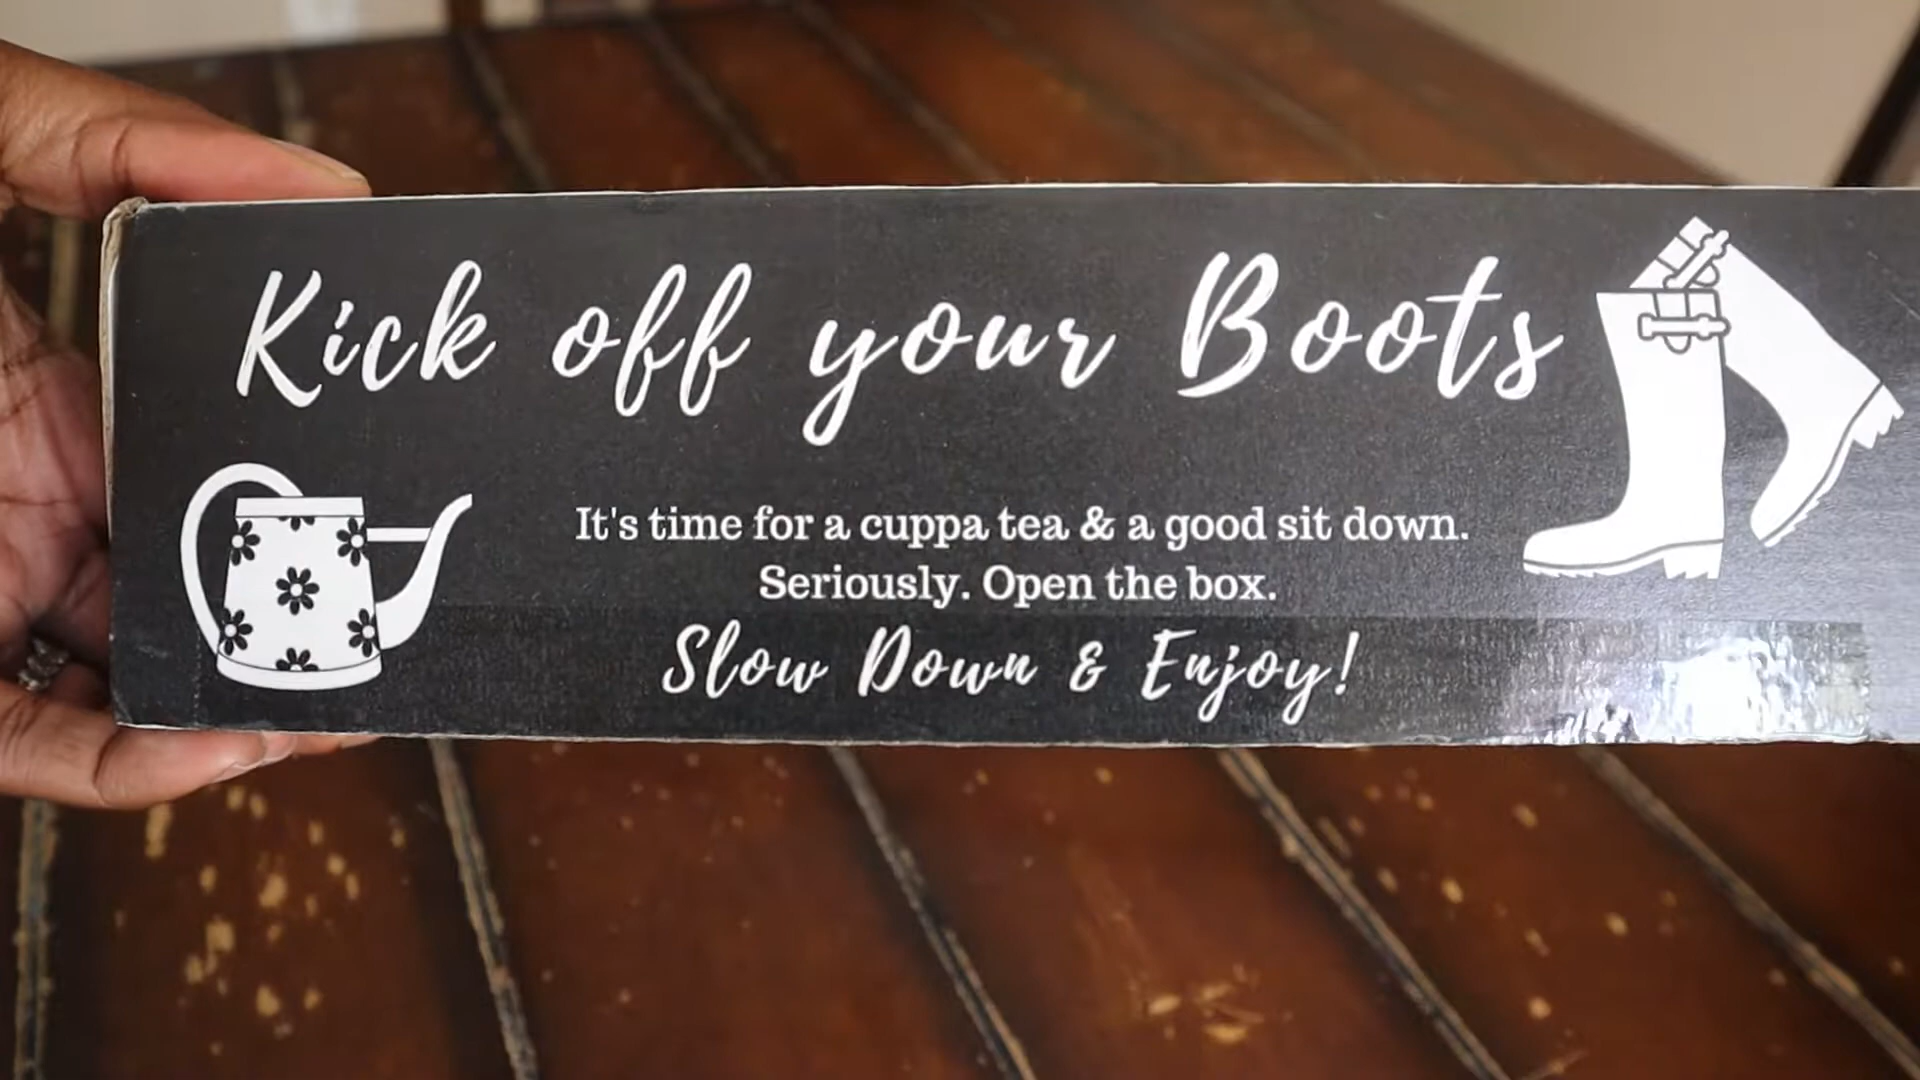 Kick off your Boots
It's time for a cuppa tea & a good sit down.
Seriously. Open the box.
Slow Down & Enjoy!